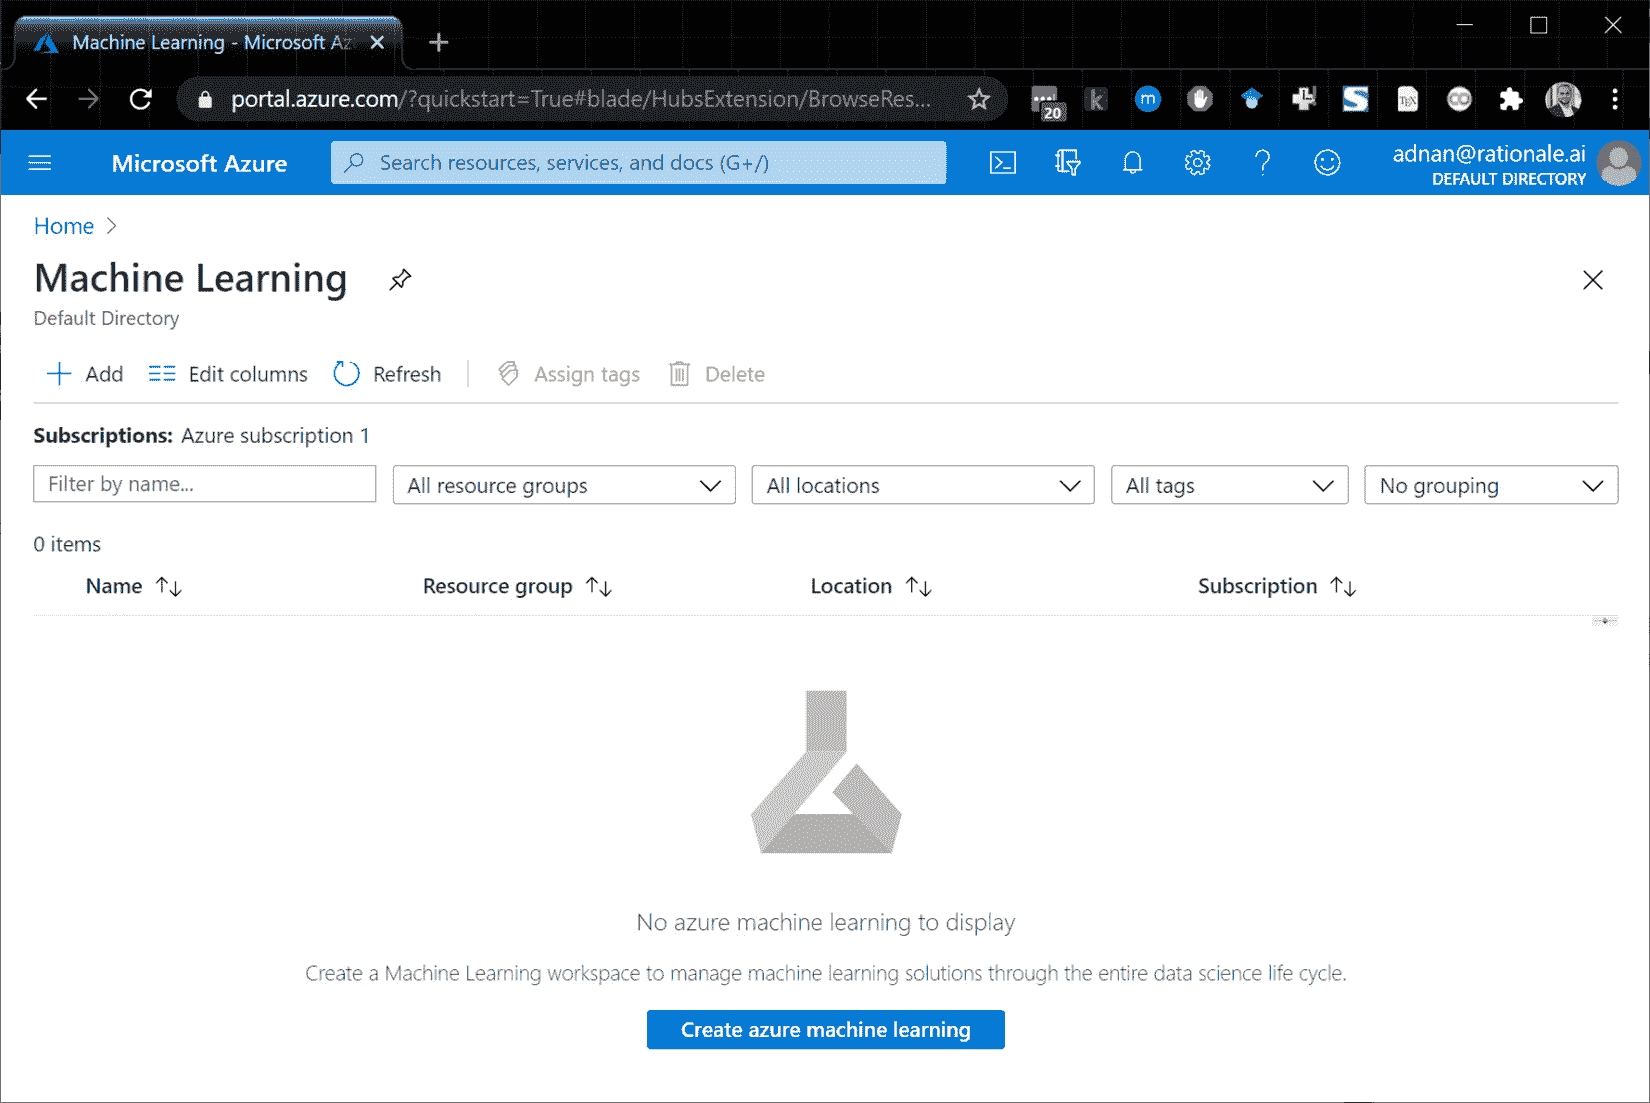 Machine Learning - Microsoft Az
portal.azure.com/?quickstart=True#blade/HubsExtension/BrowseRes...
20
k
m
S
TEX
CO
Microsoft Azure
Search resources, services, and docs (G+/)
adnan@rationale.ai
DEFAULT DIRECTORY
Home
Machine Learning
Default Directory
Add
Edit columns
Refresh
Assign tags
Delete
Subscriptions: Azure subscription 1
Filter by name...
All resource groups
All locations
All tags
No grouping
0 items
Name
Resource group
Location
Subscription
No azure machine learning to display
Create a Machine Learning workspace to manage machine learning solutions through the entire data science life cycle.
Create azure machine learning